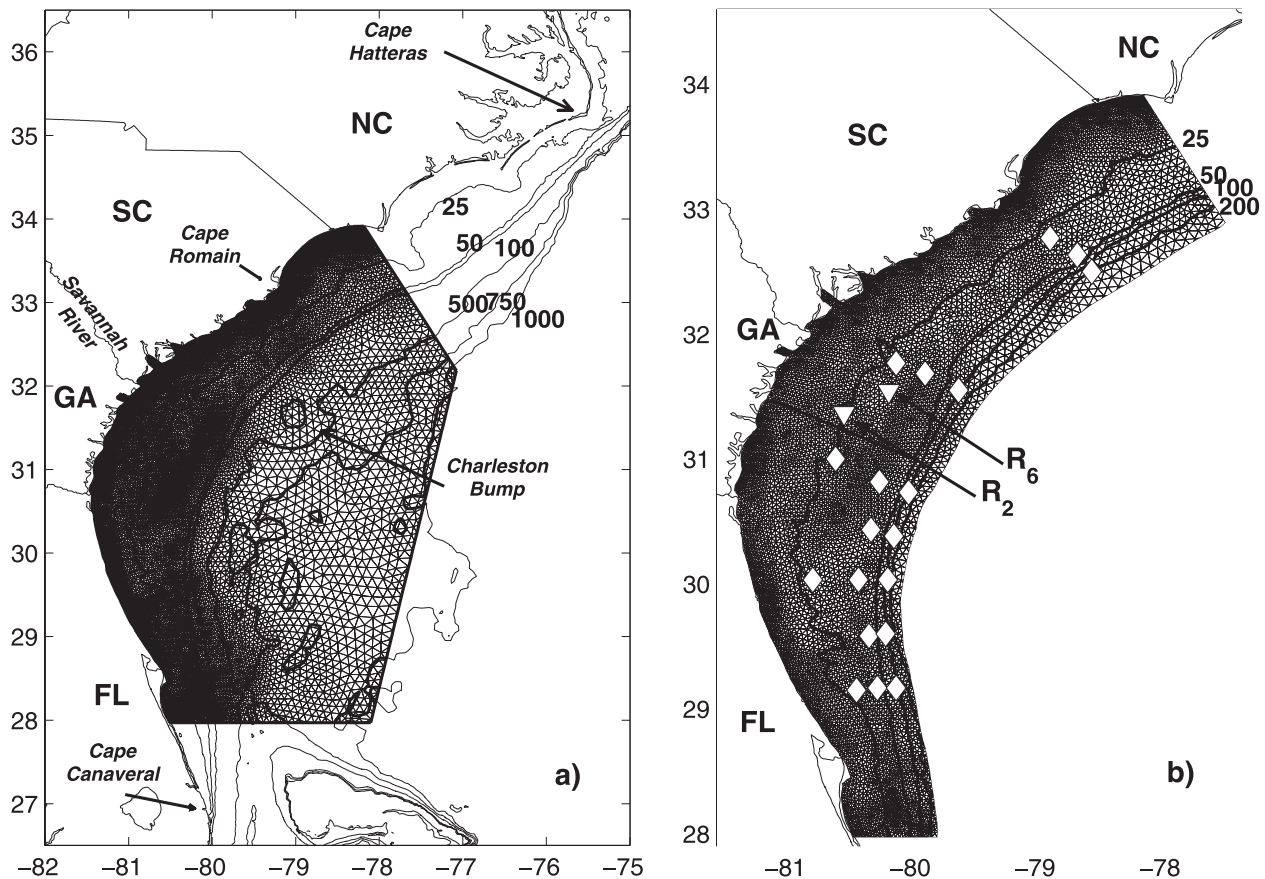 36
35
34
33
32
31
30
29
28
27
−82
−81
−80
−79
−78
−77
−76
−75
Cape
Hatteras
NC
SC
Cape
Romain
Savannah
River
GA
25
50
100
500
750
1000
Charleston
Bump
FL
Cape
Canaveral
a)
34
33
32
31
30
29
28
−81
−80
−79
−78
NC
SC
25
50
100
200
GA
R6
R2
FL
b)